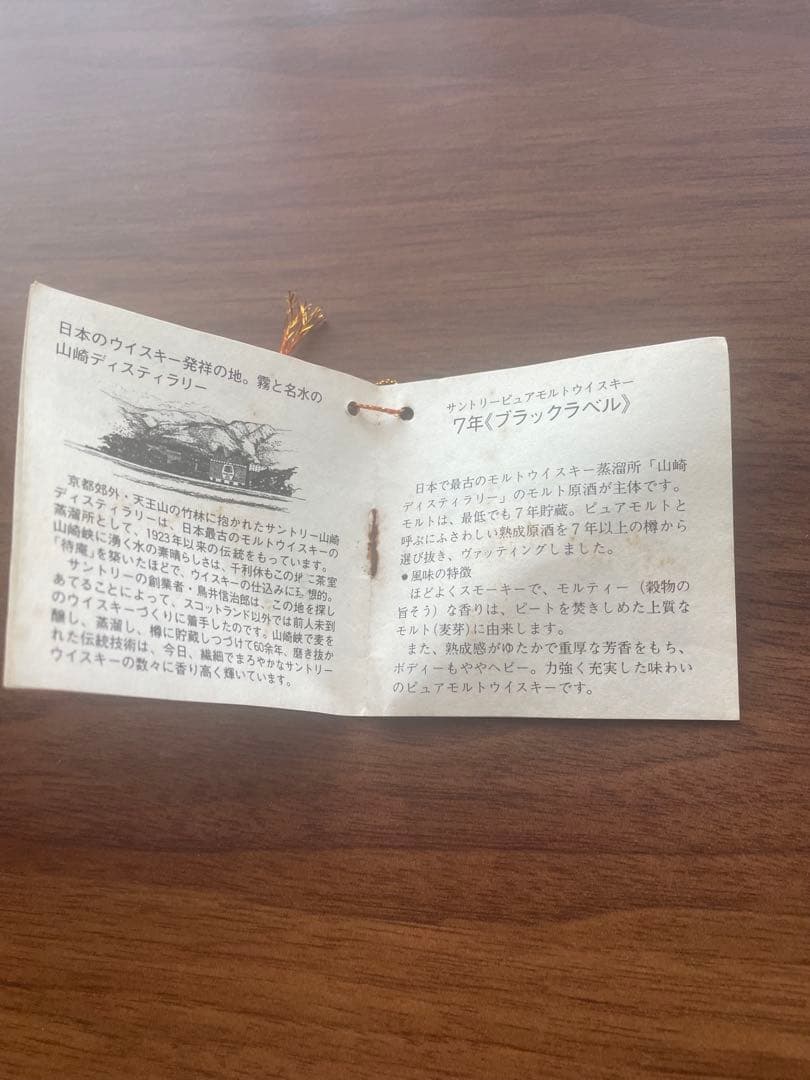 日本のウイスキー発祥の地。霧と名水の
山崎ディスティラリー
京都郊外・天王山の竹林に抱かれたサントリー山崎
ディスティラリーは、日本最古のモルトウイスキーの
蒸溜所として、1923年以来の伝統をもっています。
山崎峡に湧く水の素晴らしさは、千利休もこの地に茶室
「待庵」を築いたほどで、ウイスキーの仕込みに理想的。
サントリーの創業者・鳥井信治郎は、この地を探し
あてることによって、スコットランド以外では前人未到
のウイスキーづくりに着手したのです。山崎峡で麦を
醸し、蒸溜し、樽に貯蔵しつづけて60余年、磨き抜か
れた伝統技術は、今日、繊細でまろやかなサントリー
ウイスキーの数々に香り高く輝いています。
サントリーピュアモルトウイスキー
7年《ブラックラベル》
日本で最古のモルトウイスキー蒸溜所「山崎
ディスティラリー」のモルト原酒が主体です。
モルトは、最低でも7年貯蔵。ピュアモルトと
呼ぶにふさわしい熟成原酒を7年以上の樽から
選び抜き、ヴァッティングしました。
●風味の特徴
ほどよくスモーキーで、モルティー(穀物の
旨そう)な香りは、ピートを焚きしめた上質な
モルト(麦芽)に由来します。
また、熟成感がゆたかで重厚な芳香をもち、
ボディーもややヘビー。力強く充実した味わい
のピュアモルトウイスキーです。